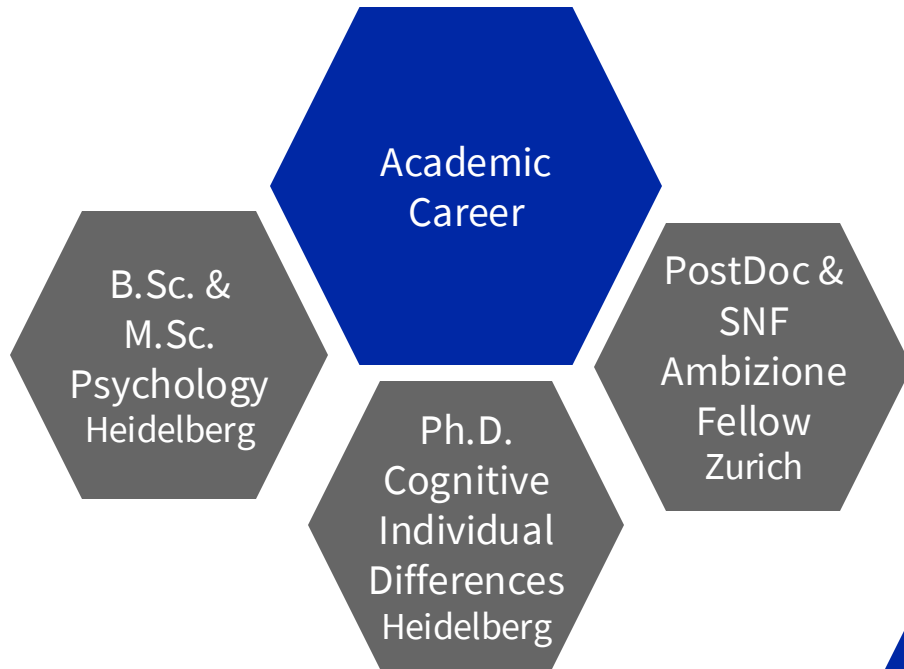 Academic
Career
B.Sc. &
M.Sc.
Psychology
Heidelberg
Ph.D.
Cognitive
Individual
Differences
Heidelberg
PostDoc &
SNF
Ambizione
Fellow
Zurich